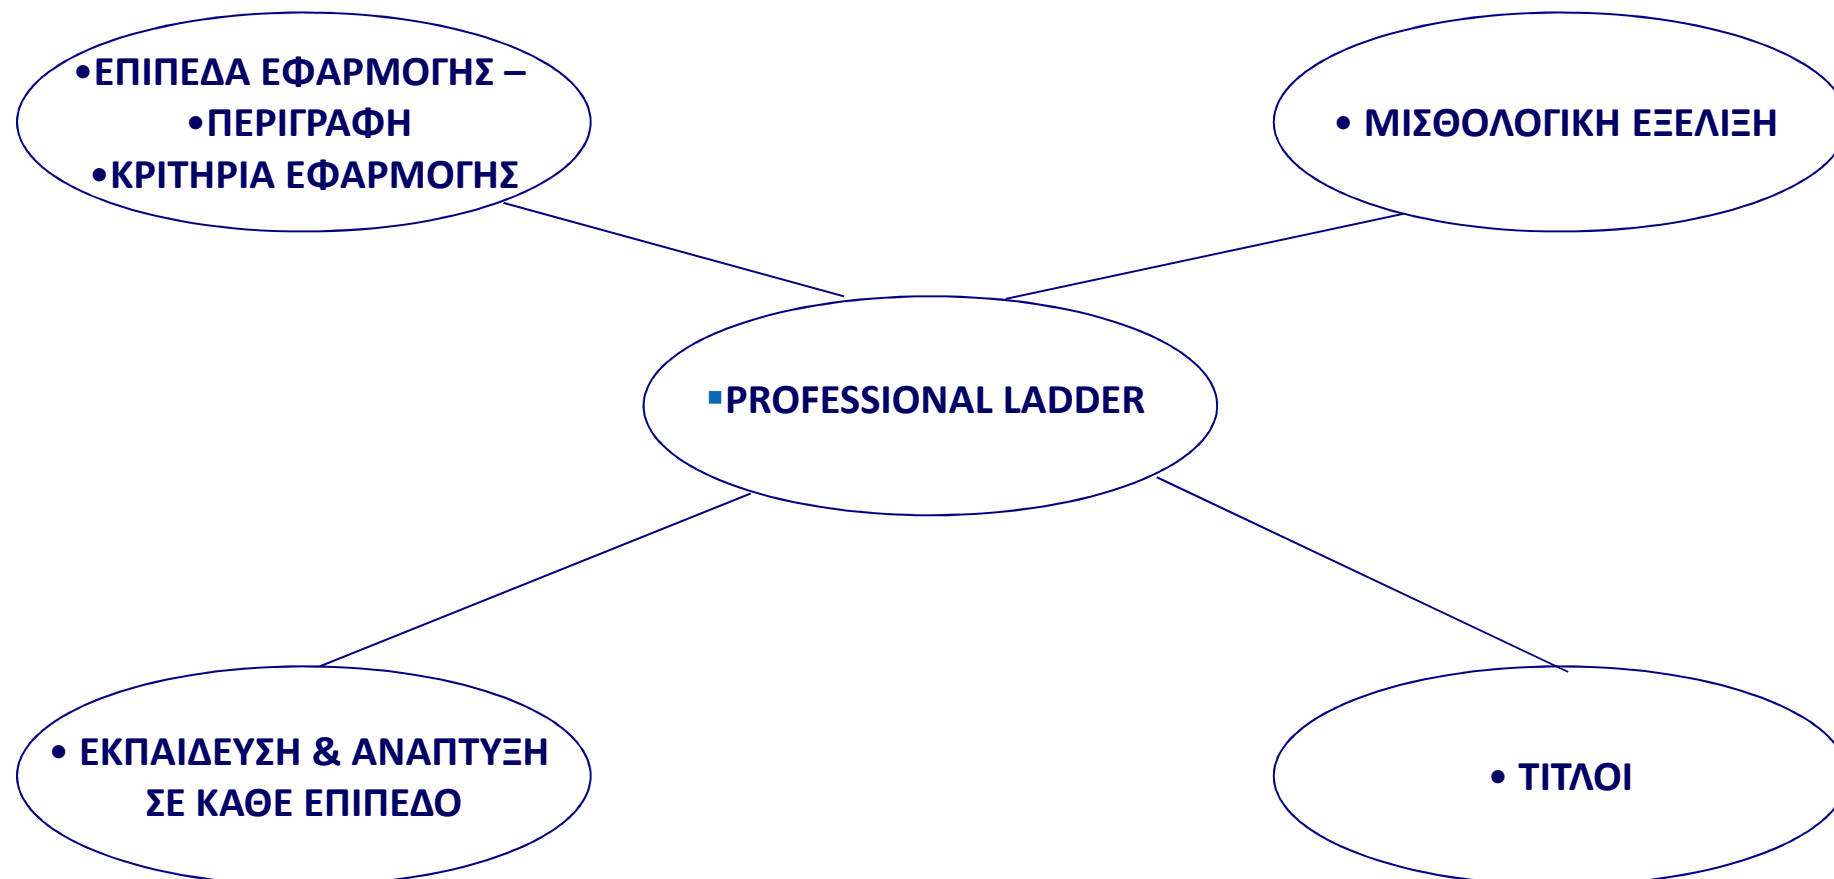 •ΕΠΙΠΕΔΑ ΕΦΑΡΜΟΓΗΣ –
•ΠΕΡΙΓΡΑΦΗ
•ΚΡΙΤΗΡΙΑ ΕΦΑΡΜΟΓΗΣ
• ΜΙΣΘΟΛΟΓΙΚΗ ΕΞΕΛΙΞΗ
▪PROFESSIONAL LADDER
• ΕΚΠΑΙΔΕΥΣΗ & ΑΝΑΠΤΥΞΗ
ΣΕ ΚΑΘΕ ΕΠΙΠΕΔΟ
• ΤΙΤΛΟΙ